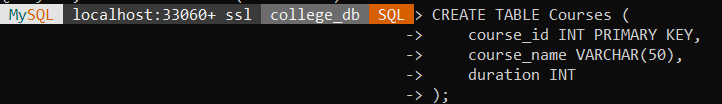 MySQL localhost:33060+ ssl college_db SQL > CREATE TABLE Courses (
-> course_id INT PRIMARY KEY,
-> course_name VARCHAR(50),
-> duration INT
-> );